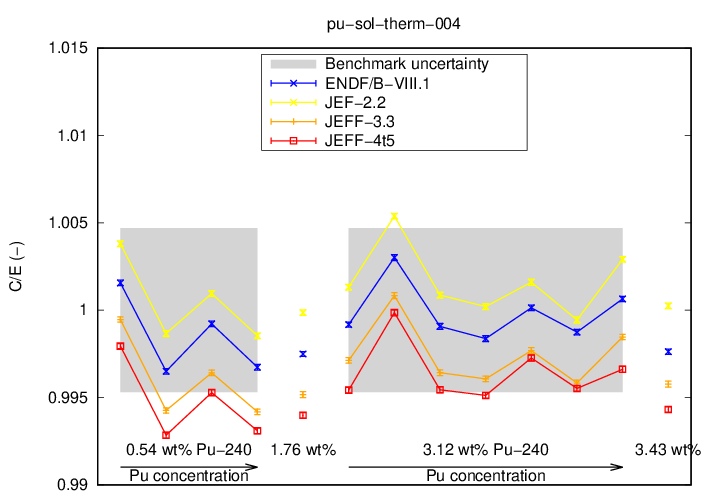 pu−sol−therm−004
1.015
1.01
1.005
1
0.995
0.99
C/E (−)
Benchmark uncertainty
ENDF/B−VIII.1
JEF−2.2
JEFF−3.3
JEFF−4t5
0.54 wt% Pu−240 1.76 wt% 3.12 wt% Pu−240 3.43 wt%
Pu concentration Pu concentration